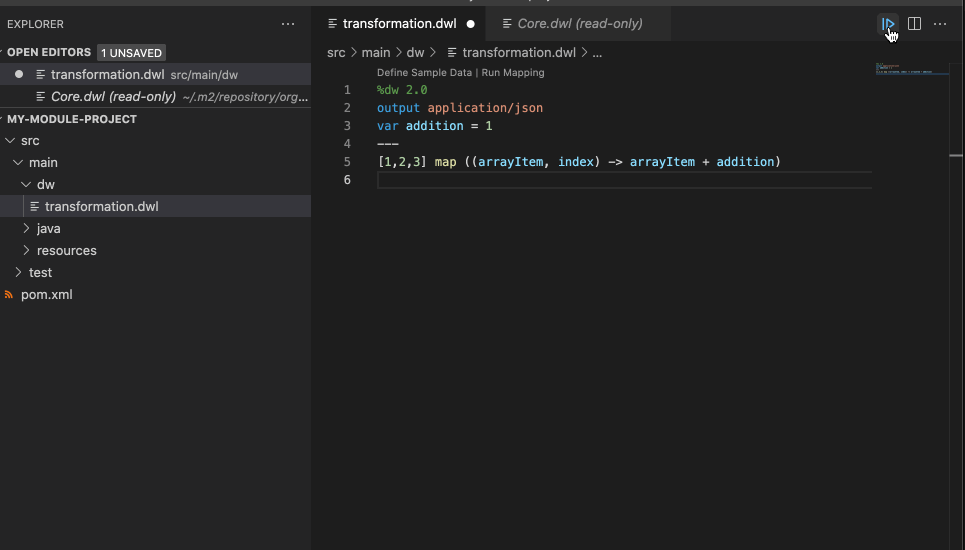 EXPLORER
OPEN EDITORS 1 UNSAVED
transformation.dwl src/main/dw
Core.dwl (read-only) ~/.m2/repository/org...
MY-MODULE-PROJECT
src
main
dw
transformation.dwl
java
resources
test
pom.xml
transformation.dwl
Core.dwl (read-only)
src > main > dw > transformation.dwl > ...
Define Sample Data | Run Mapping
1 %dw 2.0
2 output application/json
3 var addition = 1
4 ---
5 [1,2,3] map ((arrayItem, index) -> arrayItem + addition)
6